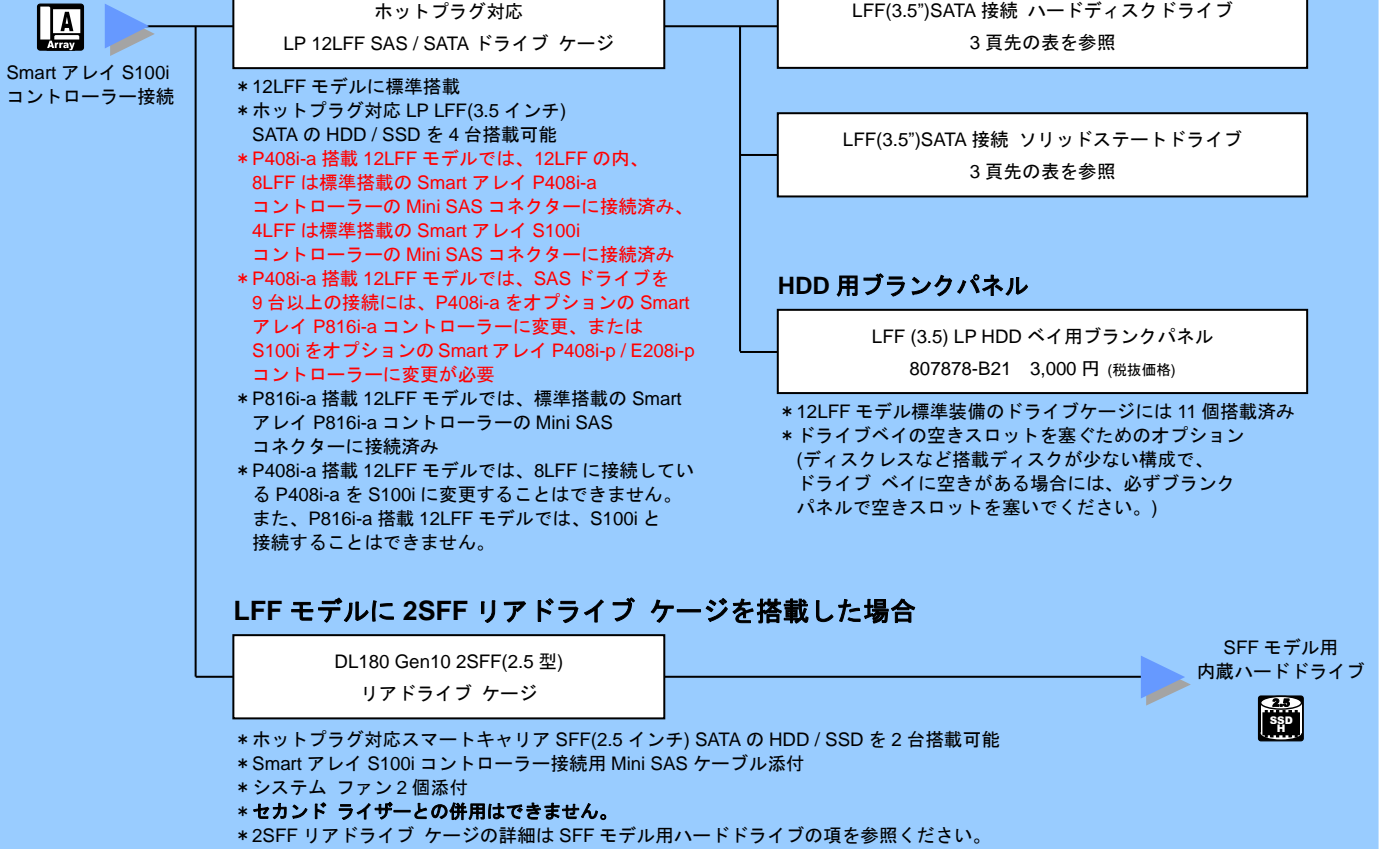 A
Array
Smart アレイ S100i
コントローラー接続
ホットプラグ対応
LP 12LFF SAS / SATA ドライブ ケージ
＊12LFF モデルに標準搭載
＊ホットプラグ対応 LP LFF(3.5 インチ)
SATA の HDD / SSD を 4 台搭載可能
＊P408i-a 搭載 12LFF モデルでは、12LFF の内、
8LFF は標準搭載の Smart アレイ P408i-a
コントローラーの Mini SAS コネクターに接続済み、
4LFF は標準搭載の Smart アレイ S100i
コントローラーの Mini SAS コネクターに接続済み
＊P408i-a 搭載 12LFF モデルでは、SAS ドライブを
9 台以上の接続には、P408i-a をオプションの Smart
アレイ P816i-a コントローラーに変更、または
S100i をオプションの Smart アレイ P408i-p / E208i-p
コントローラーに変更が必要
＊P816i-a 搭載 12LFF モデルでは、標準搭載の Smart
アレイ P816i-a コントローラーの Mini SAS
コネクターに接続済み
＊P408i-a 搭載 12LFF モデルでは、8LFF に接続してい
る P408i-a を S100i に変更することはできません。
また、P816i-a 搭載 12LFF モデルでは、S100i と
接続することはできません。
LFF(3.5”)SATA 接続 ハードディスクドライブ
3 頁先の表を参照
LFF(3.5”)SATA 接続 ソリッドステートドライブ
3 頁先の表を参照
HDD 用ブランクパネル
LFF (3.5) LP HDD ベイ用ブランクパネル
807878-B21 3,000 円 (税抜価格)
＊12LFF モデル標準装備のドライブケージには 11 個搭載済み
＊ドライブベイの空きスロットを塞ぐためのオプション
(ディスクレスなど搭載ディスクが少ない構成で、
ドライブ ベイに空きがある場合には、必ずブランク
パネルで空きスロットを塞いでください。)
LFF モデルに 2SFF リアドライブ ケージを搭載した場合
DL180 Gen10 2SFF(2.5 型)
リアドライブ ケージ
SFF モデル用
内蔵ハードドライブ
2.5
SSD
H
＊ホットプラグ対応スマートキャリア SFF(2.5 インチ) SATA の HDD / SSD を 2 台搭載可能
＊Smart アレイ S100i コントローラー接続用 Mini SAS ケーブル添付
＊システム ファン 2 個添付
＊セカンド ライザーとの併用はできません。
＊2SFF リアドライブ ケージの詳細は SFF モデル用ハードドライブの項を参照ください。